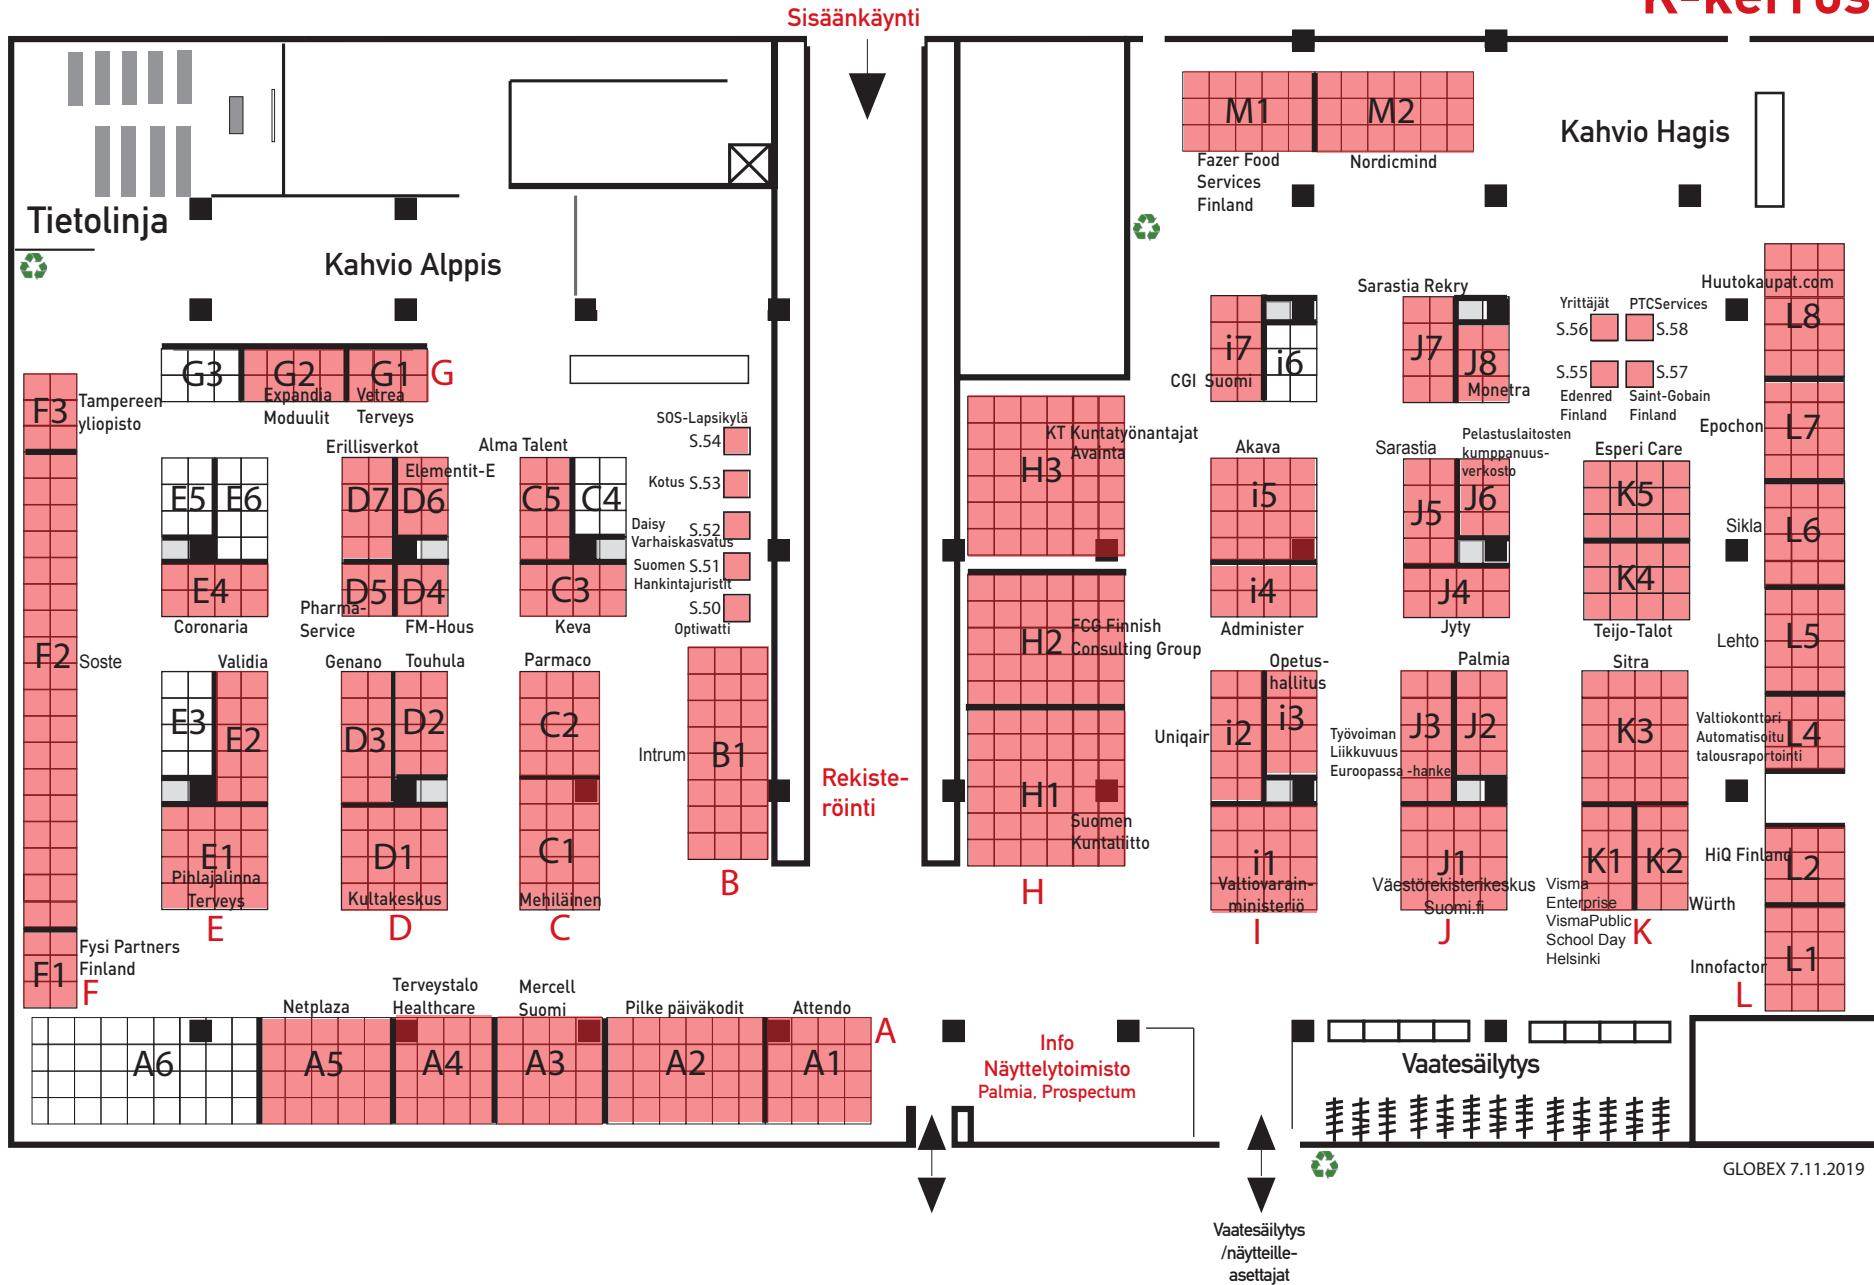 K-kerros
Sisäänkäynti
M1
M2
Kahvio Hagis
Fazer Food
Services
Finland
Nordicmind
Tietolinja
Kahvio Alppis
Huutokaupat.com
Sarastia Rekry
Yrittäjät
PTCServices
S.56
S.58
L8
i7
i6
J7
J8
CGI Suomi
Monetra
S.55
S.57
Edenred
Finland
Saint-Gobain
Finland
G3
G2
G1
G
Expandia
Moduulit
Vetrea
Terveys
F3
Tampereen
yliopisto
SOS-Lapsikylä
S.54
KT Kuntatyönantajat
Avainta
H3
Epochon
L7
Erillisverkot
Elementit-E
Alma Talent
Akava
Sarastia
Pelastuslaitosten
kumppanuus-
verkosto
Esperi Care
E5
E6
D7
D6
C5
C4
Kotus S.53
i5
J5
J6
K5
Daisy
S.52
Varhaiskasvatus
Sikla
L6
Suomen S.51
Hankintajuristit
E4
D5
D4
C3
S.50
Optiwatti
i4
J4
K4
Coronaria
Pharma-
Service
FM-Hous
Keva
H2
FCG Finnish
Consulting Group
Administer
Jyty
Teijo-Talot
Lehto
L5
F2
Soste
Validia
Genano
Touhula
Parmaco
Opetus-
hallitus
Palmia
Sitra
E3
E2
D3
D2
C2
Intrum
B1
Uniqair
i2
i3
Työvoiman
Liikkuvuus
Euroopassa -hanke
J3
J2
K3
Valtiokonttori
Automatisoitu
talousraportointi
L4
Rekiste-
röinti
H1
Suomen
Kuntaliitto
E1
Pihlajalinna
Terveys
D1
Kultakeskus
C1
Mehiläinen
i1
Valtiovarain-
ministeriö
J1
Väestörekisterikeskus
Suomi.fi
K1
K2
HiQ Finland
L2
Visma
Enterprise
VismaPublic
School Day
Helsinki
Würth
E
D
C
B
H
I
J
K
F1
Fysi Partners
Finland
F
Innofactor
L1
L
Netplaza
Terveystalo
Healthcare
Mercell
Suomi
Pilke päiväkodit
Attendo
A
A6
A5
A4
A3
A2
A1
Info
Näyttelytoimisto
Palmia, Prospectum
Vaatesäilytys
GLOBEX 7.11.2019
Vaatesäilytys
/näytteille-
asettajat